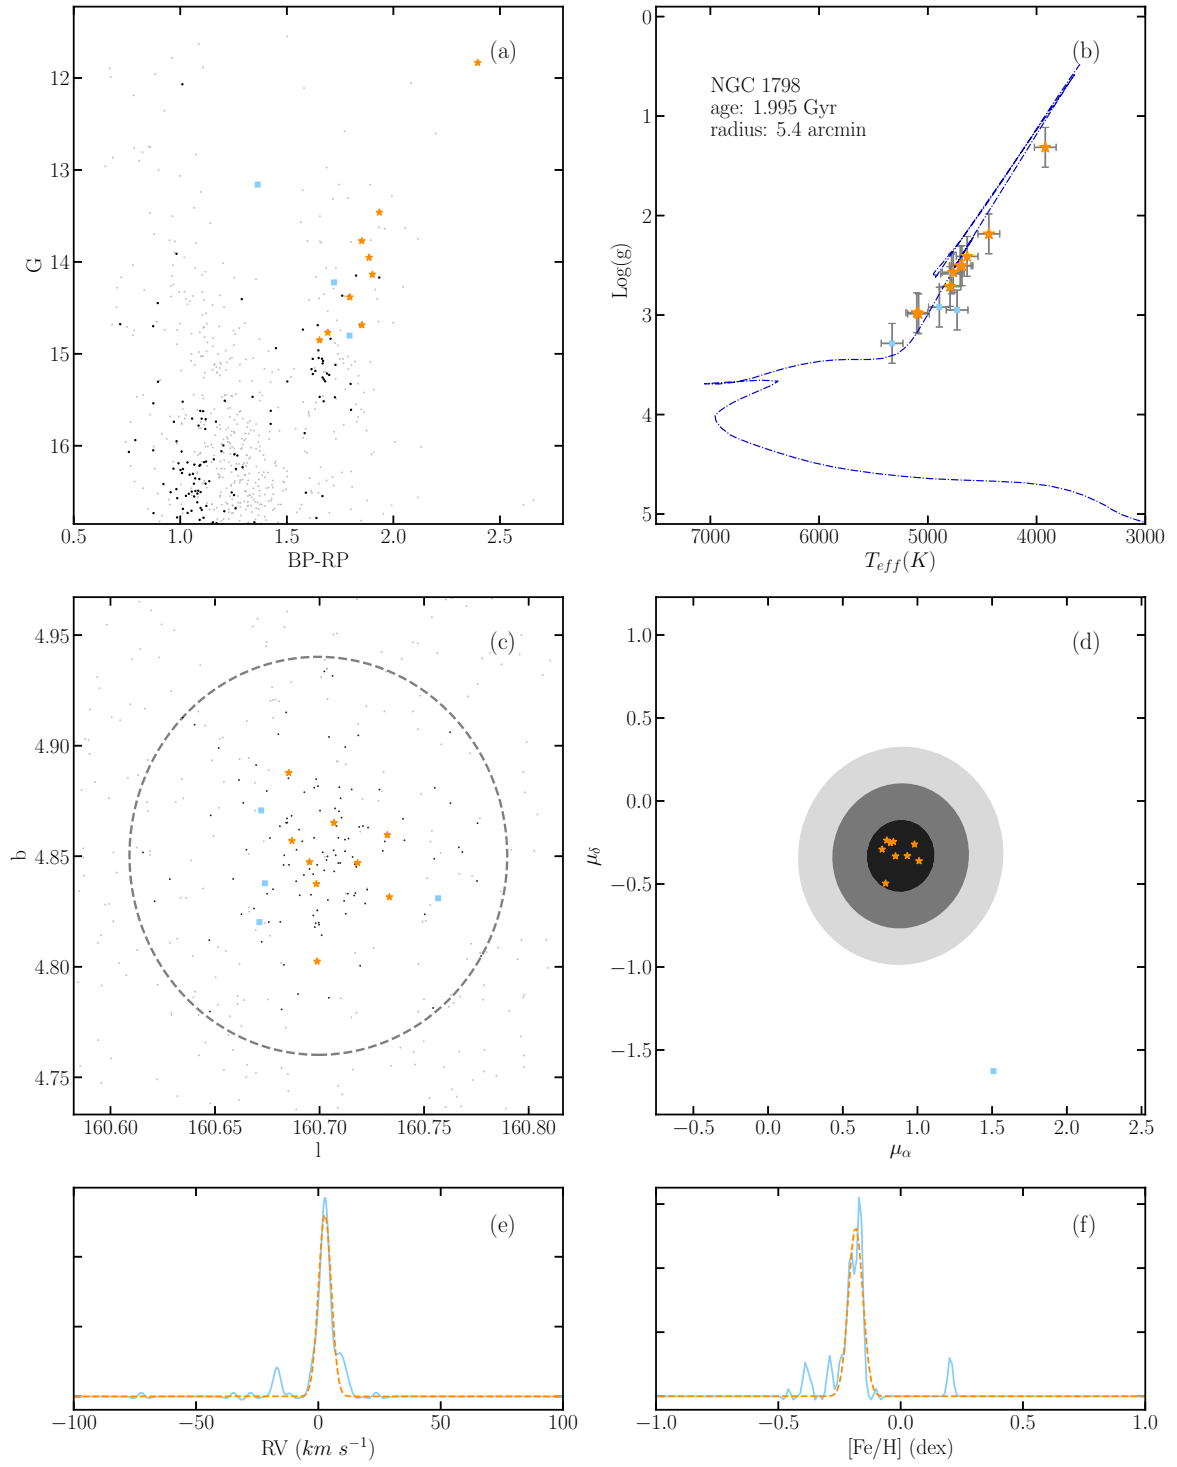 (a)
12
13
14
15
16
G
0.5 1.0 1.5 2.0 2.5
BP-RP
(b)
NGC 1798
age: 1.995 Gyr
radius: 5.4 arcmin
0
1
2
3
4
5
Log(g)
7000 6000 5000 4000 3000
T_eff(K)
(c)
4.95
4.90
4.85
4.80
4.75
b
160.60 160.65 160.70 160.75 160.80
l
(d)
1.0
0.5
0.0
−0.5
−1.0
−1.5
μ_δ
−0.5 0.0 0.5 1.0 1.5 2.0 2.5
μ_α
(e)
−100 −50 0 50 100
RV (km s⁻¹)
(f)
−1.0 −0.5 0.0 0.5 1.0
[Fe/H] (dex)